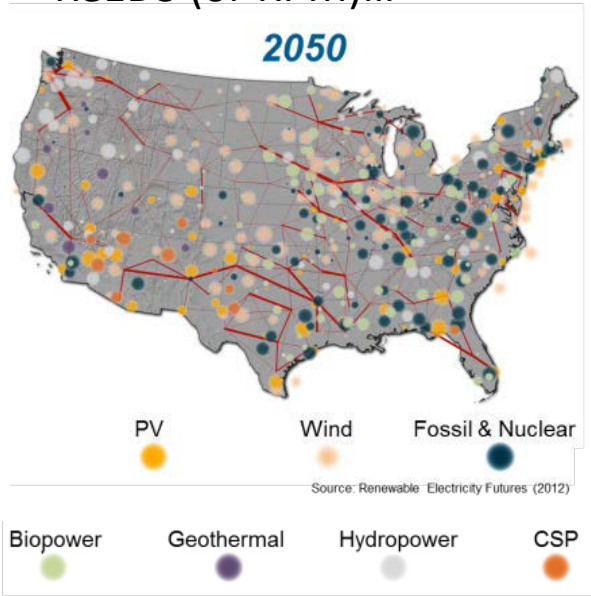 2050
PV Wind Fossil & Nuclear
Source: Renewable Electricity Futures (2012)
Biopower Geothermal Hydropower CSP